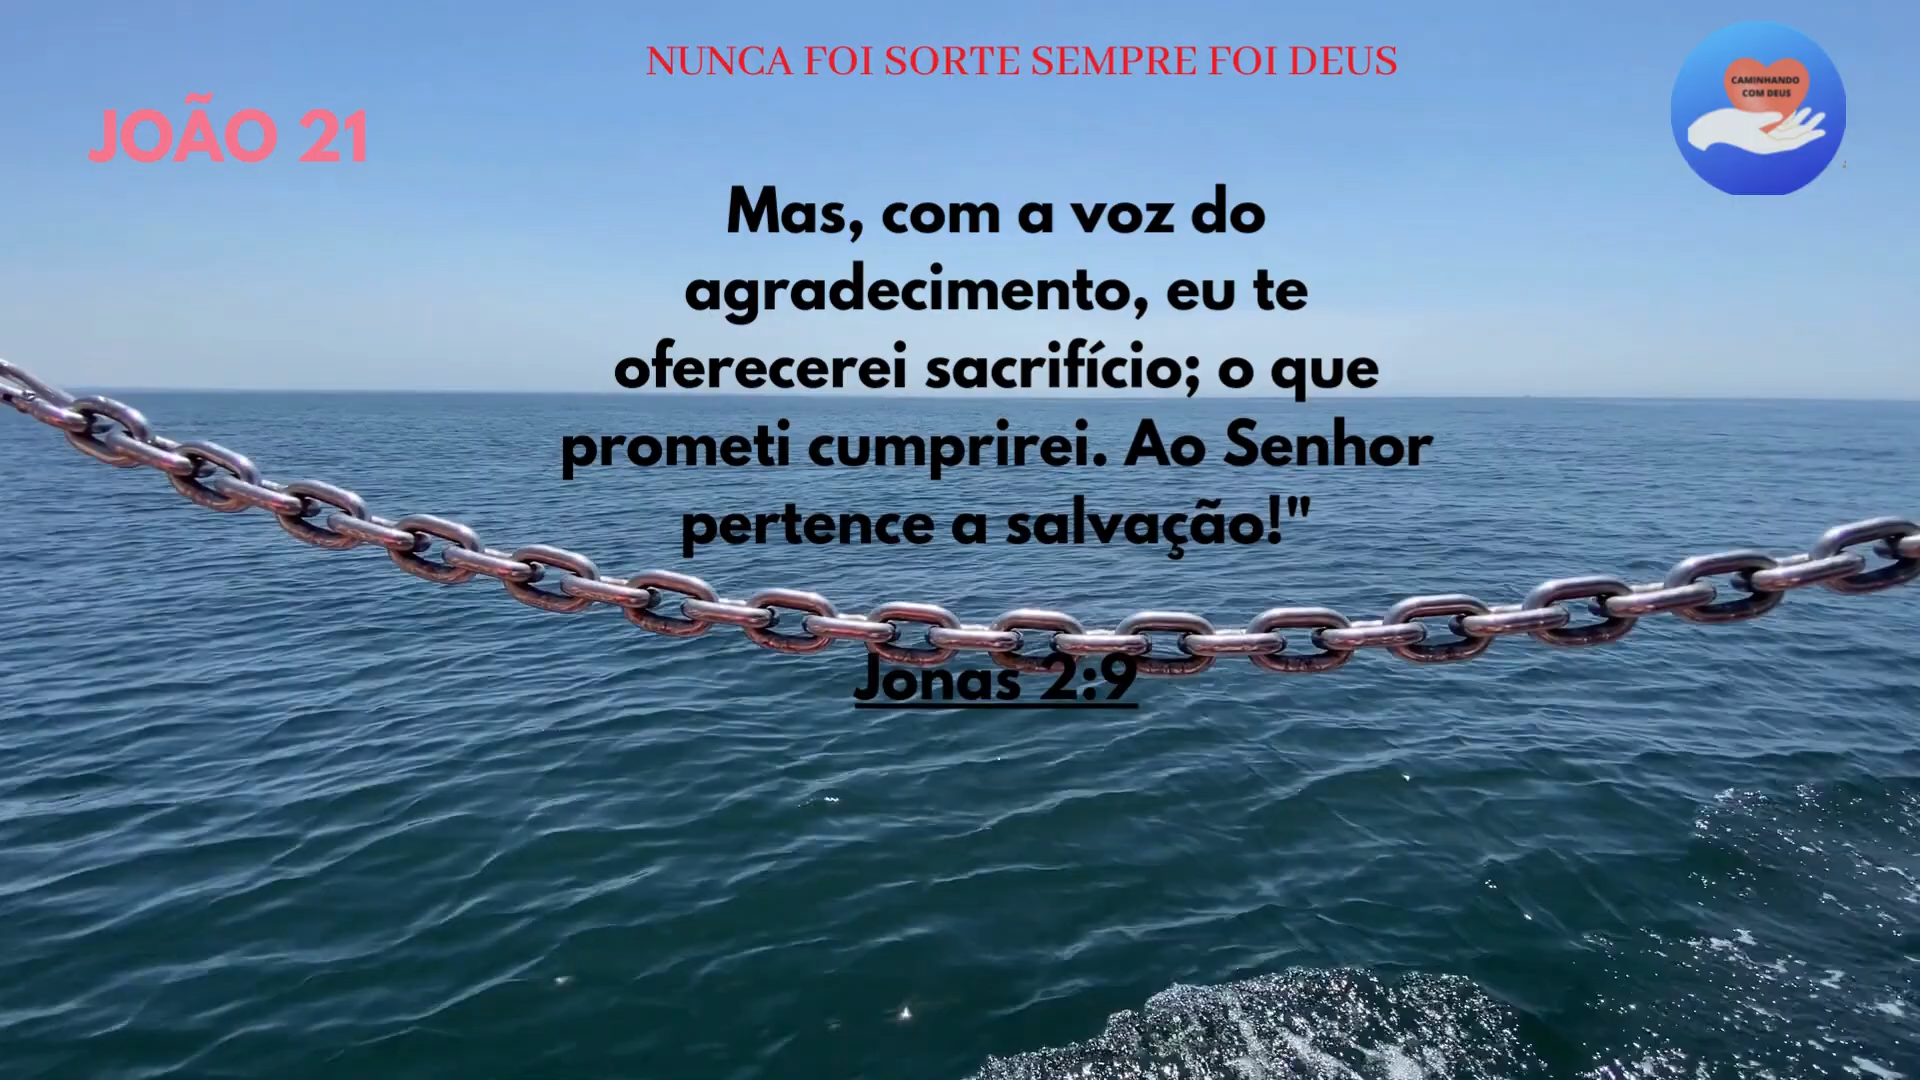 NUNCA FOI SORTE SEMPRE FOI DEUS
CAMINHANDO
COM DEUS
JOÃO 21
Mas, com a voz do
agradecimento, eu te
oferecerei sacrifício; o que
prometi cumprirei. Ao Senhor
pertence a salvação!"
Jonas 2:9